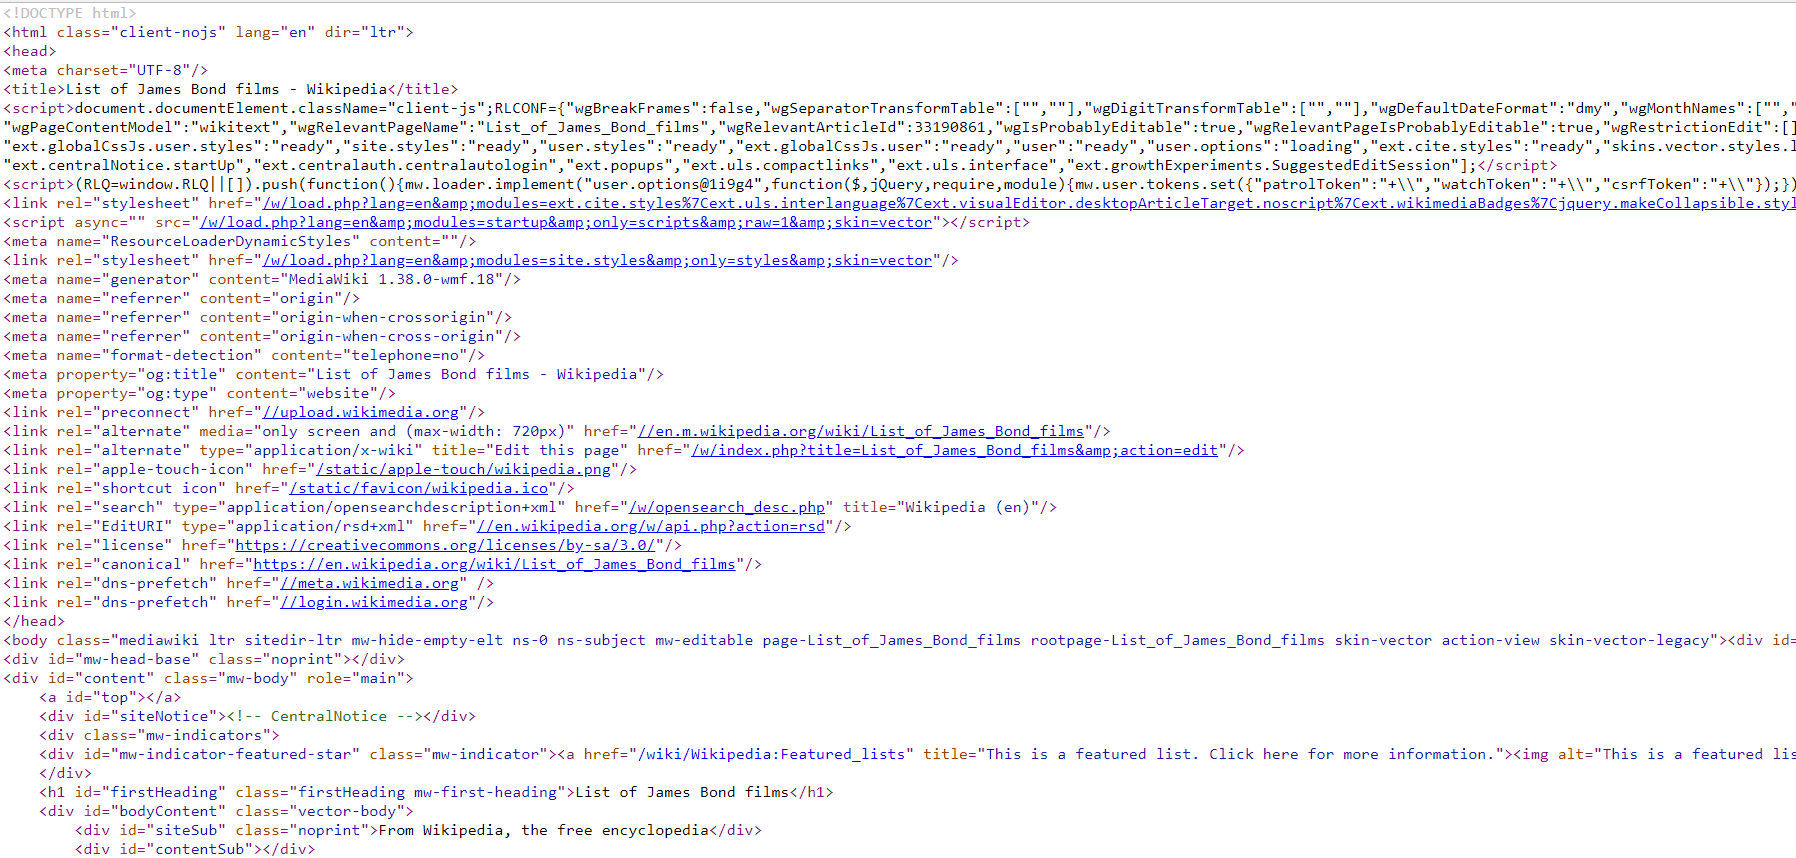 <!DOCTYPE html>
<html class="client-nojs" lang="en" dir="ltr">
<head>
<meta charset="UTF-8"/>
<title>List of James Bond films - Wikipedia</title>
<script>document.documentElement.className="client-js";RLCONF={"wgBreakFrames":false,"wgSeparatorTransformTable":["",""],"wgDigitTransformTable":["",""],"wgDefaultDateFormat":"dmy","wgMonthNames":["","
"wgPageContentModel":"wikitext","wgRelevantPageName":"List_of_James_Bond_films","wgRelevantArticleId":33190861,"wgIsProbablyEditable":true,"wgRelevantPageIsProbablyEditable":true,"wgRestrictionEdit":[]
"ext.globalCssJs.user.styles":"ready","site.styles":"ready","user.styles":"ready","ext.globalCssJs.user":"ready","user":"ready","user.options":"loading","ext.cite.styles":"ready","skins.vector.styles.l
"ext.centralNotice.startUp","ext.centralauth.centralautologin","ext.popups","ext.uls.compactlinks","ext.uls.interface","ext.growthExperiments.SuggestedEditSession"];</script>
<script>(RLQ=window.RLQ||[]).push(function(){mw.loader.implement("user.options@1i9g4",function($,jQuery,require,module){mw.user.tokens.set({"patrolToken":"+\\","watchToken":"+\\","csrfToken":"+\\"});})
<link rel="stylesheet" href="/w/load.php?lang=en&amp;modules=ext.cite.styles%7Cext.uls.interlanguage%7Cext.visualEditor.desktopArticleTarget.noscript%7Cext.wikimediaBadges%7Cjquery.makeCollapsible.styl
<script async="" src="/w/load.php?lang=en&amp;modules=startup&amp;only=scripts&amp;raw=1&amp;skin=vector"></script>
<meta name="ResourceLoaderDynamicStyles" content=""/>
<link rel="stylesheet" href="/w/load.php?lang=en&amp;modules=site.styles&amp;only=styles&amp;skin=vector"/>
<meta name="generator" content="MediaWiki 1.38.0-wmf.18"/>
<meta name="referrer" content="origin"/>
<meta name="referrer" content="origin-when-crossorigin"/>
<meta name="referrer" content="origin-when-cross-origin"/>
<meta name="format-detection" content="telephone=no"/>
<meta property="og:title" content="List of James Bond films - Wikipedia"/>
<meta property="og:type" content="website"/>
<link rel="preconnect" href="//upload.wikimedia.org"/>
<link rel="alternate" media="only screen and (max-width: 720px)" href="//en.m.wikipedia.org/wiki/List_of_James_Bond_films"/>
<link rel="alternate" type="application/x-wiki" title="Edit this page" href="/w/index.php?title=List_of_James_Bond_films&amp;action=edit"/>
<link rel="apple-touch-icon" href="/static/apple-touch/wikipedia.png"/>
<link rel="shortcut icon" href="/static/favicon/wikipedia.ico"/>
<link rel="search" type="application/opensearchdescription+xml" href="/w/opensearch_desc.php" title="Wikipedia (en)"/>
<link rel="EditURI" type="application/rsd+xml" href="//en.wikipedia.org/w/api.php?action=rsd"/>
<link rel="license" href="https://creativecommons.org/licenses/by-sa/3.0/"/>
<link rel="canonical" href="https://en.wikipedia.org/wiki/List_of_James_Bond_films"/>
<link rel="dns-prefetch" href="//meta.wikimedia.org" />
<link rel="dns-prefetch" href="//login.wikimedia.org"/>
</head>
<body class="mediawiki ltr sitedir-ltr mw-hide-empty-elt ns-0 ns-subject mw-editable page-List_of_James_Bond_films rootpage-List_of_James_Bond_films skin-vector action-view skin-vector-legacy"><div id=
<div id="mw-head-base" class="noprint"></div>
<div id="content" class="mw-body" role="main">
<a id="top"></a>
<div id="siteNotice"><!-- CentralNotice --></div>
<div class="mw-indicators">
<div id="mw-indicator-featured-star" class="mw-indicator"><a href="/wiki/Wikipedia:Featured_lists" title="This is a featured list. Click here for more information."><img alt="This is a featured lis
</div>
<h1 id="firstHeading" class="firstHeading mw-first-heading">List of James Bond films</h1>
<div id="bodyContent" class="vector-body">
<div id="siteSub" class="noprint">From Wikipedia, the free encyclopedia</div>
<div id="contentSub"></div>